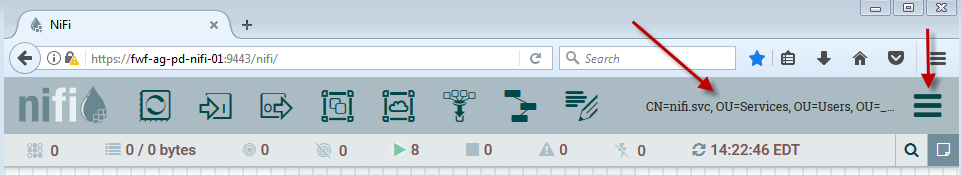 NiFi
https://fwf-ag-pd-nifi-01:9443/nifi/
Search
nifi
CN=nifi.svc, OU=Services, OU=Users, OU=_...
0
0 / 0 bytes
0
0
8
0
0
0
14:22:46 EDT